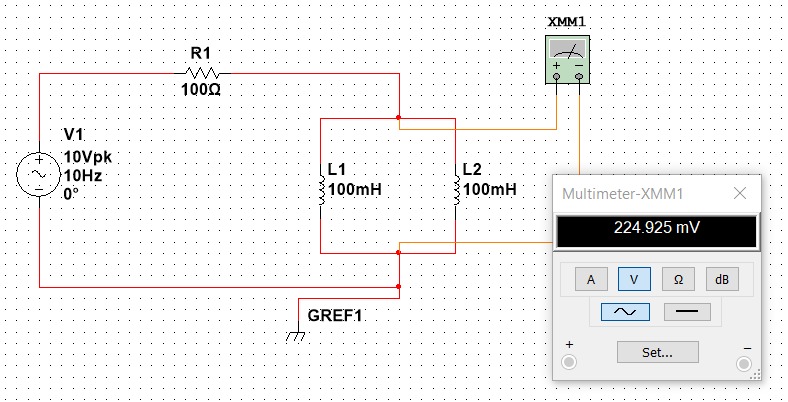 XMM1
R1
100Ω
V1
10Vpk
10Hz
0°
L1
100mH
L2
100mH
GREF1
+ −
+
−
Multimeter-XMM1
224.925 mV
A V Ω dB
Set...
+ −